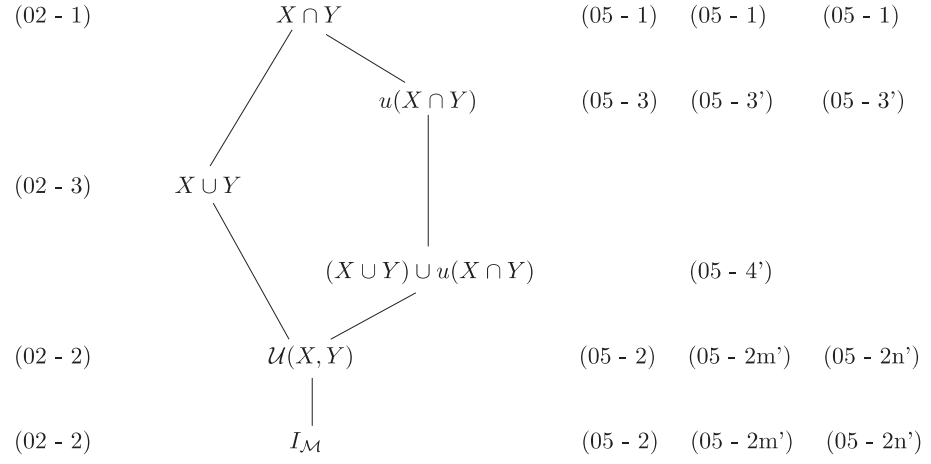 (02 - 1) X ∩ Y (05 - 1) (05 - 1) (05 - 1)
u(X ∩ Y) (05 - 3) (05 - 3') (05 - 3')
(02 - 3) X ∪ Y
(X ∪ Y) ∪ u(X ∩ Y) (05 - 4')
(02 - 2) 𝒰(X, Y) (05 - 2) (05 - 2m') (05 - 2n')
(02 - 2) I_ℳ (05 - 2) (05 - 2m') (05 - 2n')